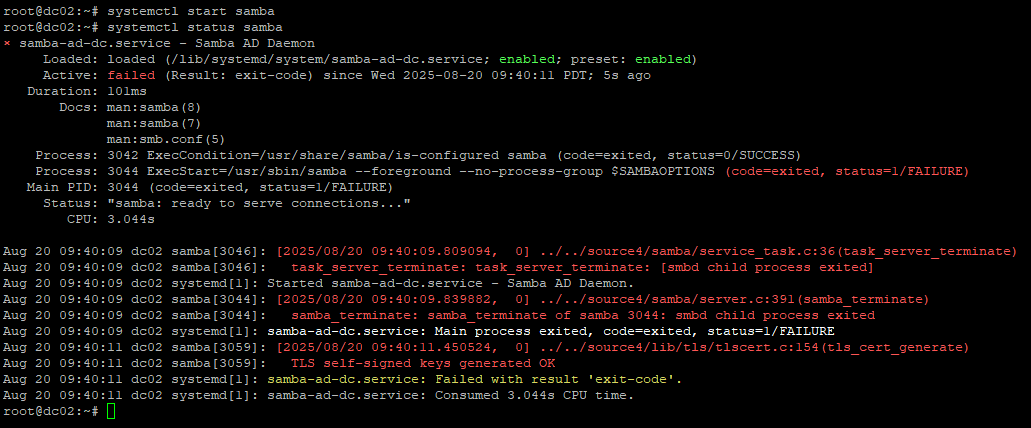 root@dc02:~# systemctl start samba
root@dc02:~# systemctl status samba
× samba-ad-dc.service - Samba AD Daemon
     Loaded: loaded (/lib/systemd/system/samba-ad-dc.service; enabled; preset: enabled)
     Active: failed (Result: exit-code) since Wed 2025-08-20 09:40:11 PDT; 5s ago
   Duration: 101ms
       Docs: man:samba(8)
             man:samba(7)
             man:smb.conf(5)
    Process: 3042 ExecCondition=/usr/share/samba/is-configured samba (code=exited, status=0/SUCCESS)
    Process: 3044 ExecStart=/usr/sbin/samba --foreground --no-process-group $SAMBAOPTIONS (code=exited, status=1/FAILURE)
   Main PID: 3044 (code=exited, status=1/FAILURE)
     Status: "samba: ready to serve connections..."
        CPU: 3.044s

Aug 20 09:40:09 dc02 samba[3046]: [2025/08/20 09:40:09.809094,  0] ../../source4/samba/service_task.c:36(task_server_terminate)
Aug 20 09:40:09 dc02 samba[3046]:   task_server_terminate: task_server_terminate: [smbd child process exited]
Aug 20 09:40:09 dc02 systemd[1]: Started samba-ad-dc.service - Samba AD Daemon.
Aug 20 09:40:09 dc02 samba[3044]: [2025/08/20 09:40:09.839882,  0] ../../source4/samba/server.c:391(samba_terminate)
Aug 20 09:40:09 dc02 samba[3044]:   samba_terminate: samba_terminate of samba 3044: smbd child process exited
Aug 20 09:40:09 dc02 systemd[1]: samba-ad-dc.service: Main process exited, code=exited, status=1/FAILURE
Aug 20 09:40:11 dc02 samba[3059]: [2025/08/20 09:40:11.450524,  0] ../../source4/lib/tls/tlscert.c:154(tls_cert_generate)
Aug 20 09:40:11 dc02 samba[3059]:   TLS self-signed keys generated OK
Aug 20 09:40:11 dc02 systemd[1]: samba-ad-dc.service: Failed with result 'exit-code'.
Aug 20 09:40:11 dc02 systemd[1]: samba-ad-dc.service: Consumed 3.044s CPU time.
root@dc02:~#